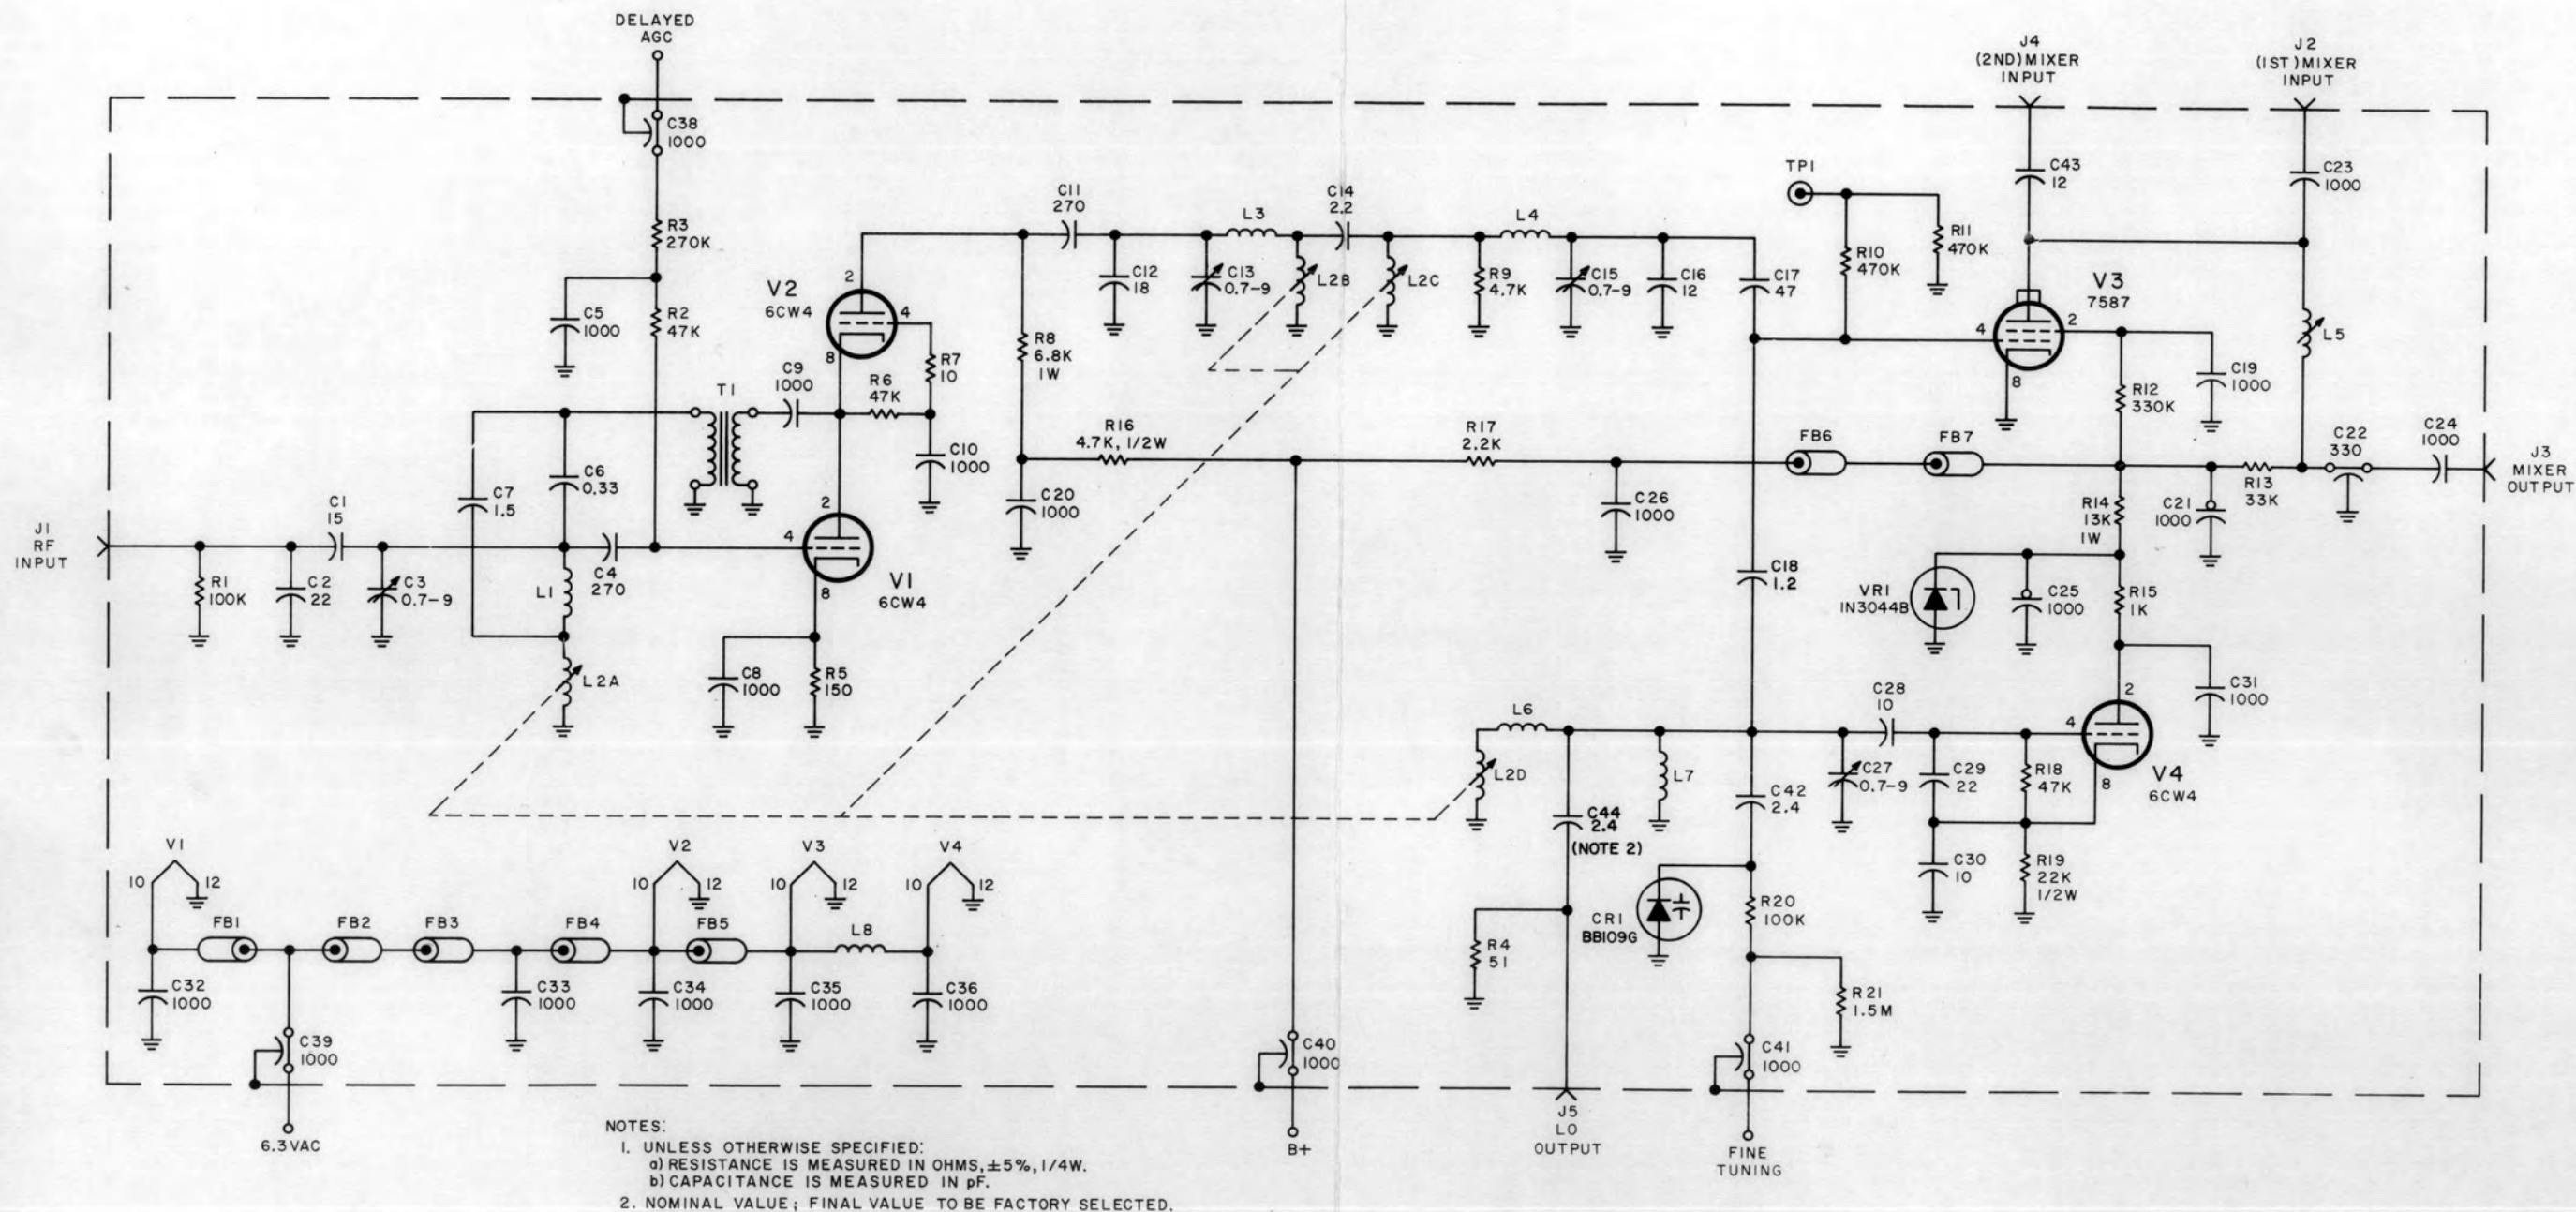 DELAYED
AGC
C38
1000
R3
270K
C5
1000
R2
47K
T1
C9
1000
V2
6CW4
2
4
8
R7
10
R6
47K
C10
1000
C7
1.5
C6
0.33
J1
RF
INPUT
C1
15
R1
100K
C2
22
C3
0.7-9
L1
C4
270
L2A
2
4
8
V1
6CW4
C8
1000
R5
150
C11
270
C12
18
C13
0.7-9
L3
L2B
C14
2.2
L2C
R9
4.7K
L4
C15
0.7-9
C16
12
C17
47
R8
6.8K
1W
C20
1000
R16
4.7K, 1/2W
R17
2.2K
C26
1000
FB6
FB7
TP1
R10
470K
R11
470K
J4
(2ND)MIXER
INPUT
C43
12
J2
(1ST)MIXER
INPUT
C23
1000
V3
7587
4
2
8
L5
C19
1000
R12
330K
R14
13K
1W
C21
1000
R13
33K
C22
330
C24
1000
J3
MIXER
OUTPUT
C18
1.2
VR1
IN3044B
C25
1000
R15
1K
C31
1000
L6
L2D
L7
C44
2.4
(NOTE 2)
C42
2.4
C27
0.7-9
C28
10
C29
22
R18
47K
4
2
8
V4
6CW4
C30
10
R19
22K
1/2W
CR1
BB109G
R20
100K
R4
51
R21
1.5M
C41
1000
C40
1000
V1
10
12
V2
10
12
V3
10
12
V4
10
12
FB1
FB2
FB3
FB4
FB5
L8
C32
1000
C33
1000
C34
1000
C35
1000
C36
1000
C39
1000
6.3VAC
B+
J5
LO
OUTPUT
FINE
TUNING
NOTES:
1. UNLESS OTHERWISE SPECIFIED:
a) RESISTANCE IS MEASURED IN OHMS, ±5%, 1/4W.
b) CAPACITANCE IS MEASURED IN pF.
2. NOMINAL VALUE; FINAL VALUE TO BE FACTORY SELECTED.